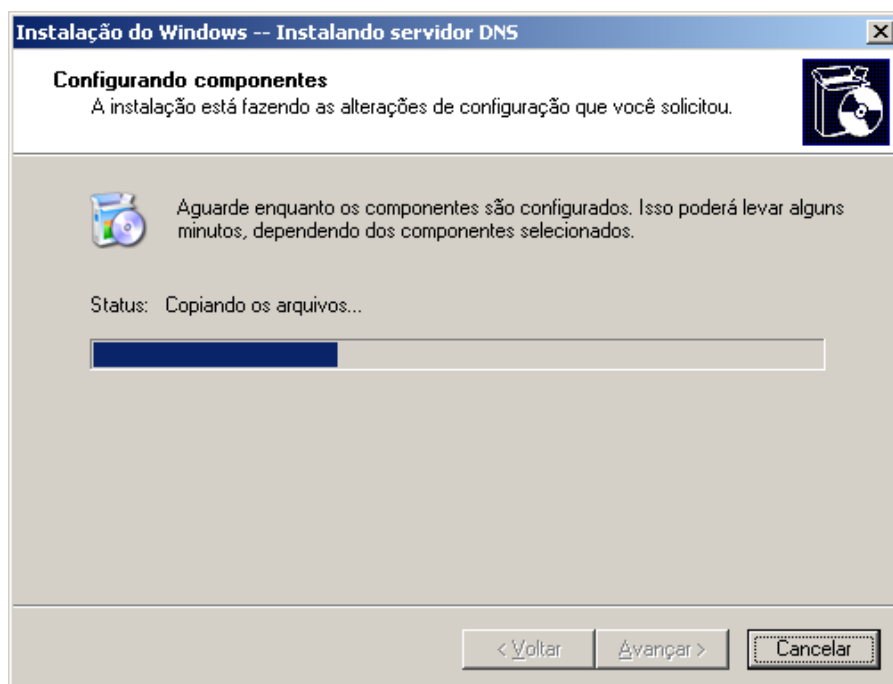 Instalação do Windows -- Instalando servidor DNS
Configurando componentes
A instalação está fazendo as alterações de configuração que você solicitou.
Aguarde enquanto os componentes são configurados. Isso poderá levar alguns
minutos, dependendo dos componentes selecionados.
Status: Copiando os arquivos...
< Voltar Avançar > Cancelar